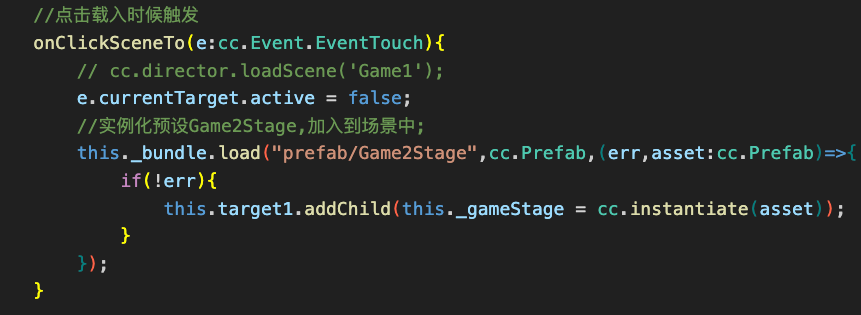 //点击载入时候触发
onClickSceneTo(e:cc.Event.EventTouch){
// cc.director.loadScene('Game1');
e.currentTarget.active = false;
//实例化预设Game2Stage,加入到场景中;
this._bundle.load("prefab/Game2Stage",cc.Prefab,(err,asset:cc.Prefab)=>{
if(!err){
this.target1.addChild(this._gameStage = cc.instantiate(asset));
}
});
}